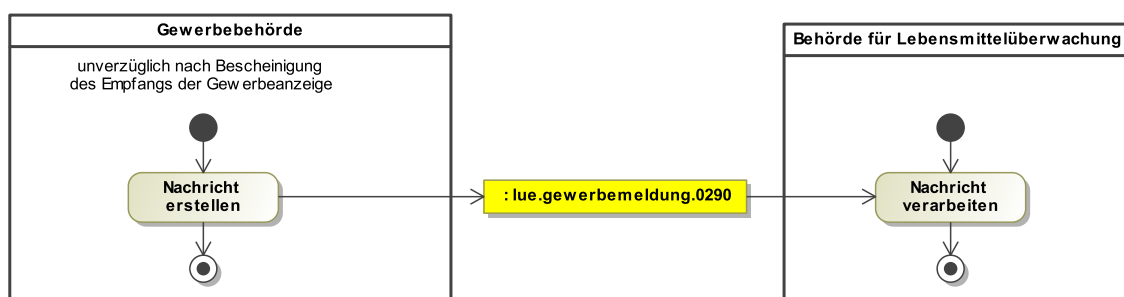 Gewerbebehörde
unverzüglich nach Bescheinigung
des Empfangs der Gewerbeanzeige
Nachricht
erstellen
: lue.gewerbemeldung.0290
Behörde für Lebensmittelüberwachung
Nachricht
verarbeiten